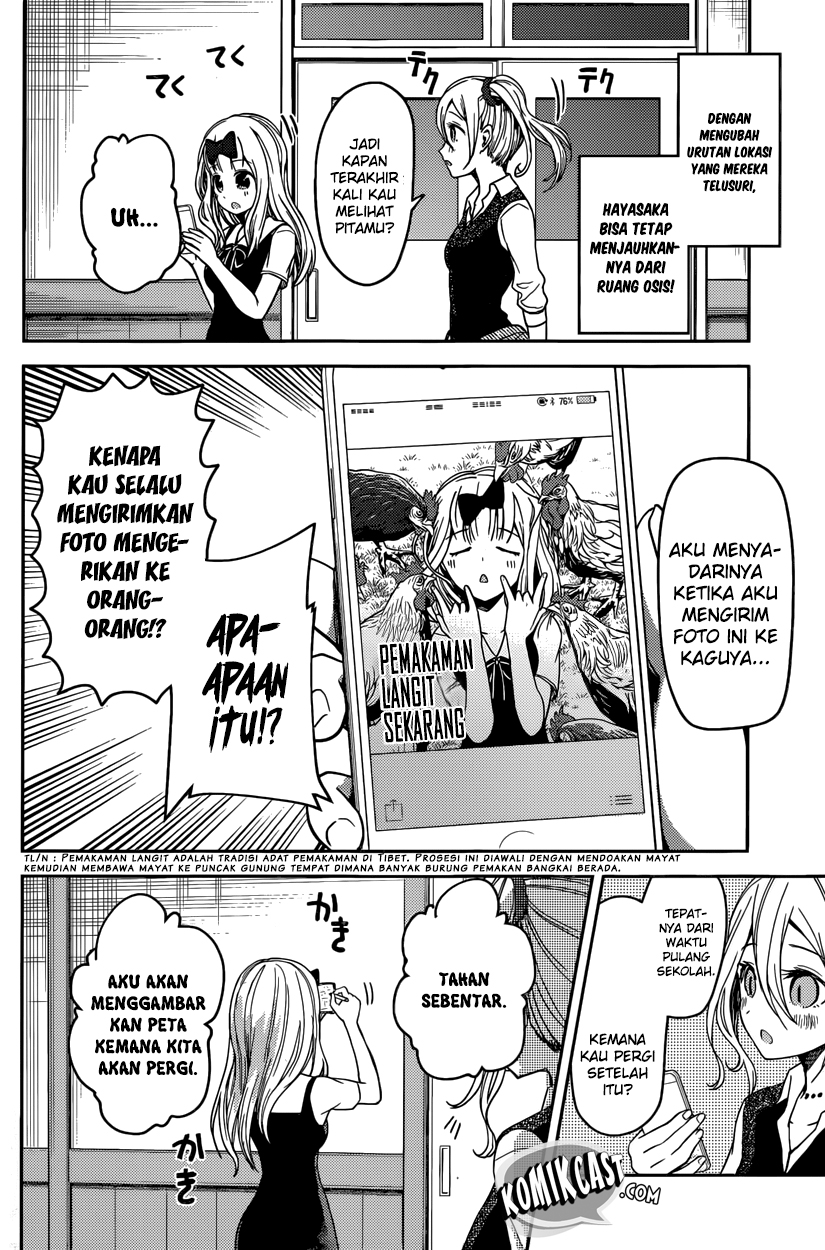 DENGAN
MENGUBAH
URUTAN LOKASI
YANG MEREKA
TELUSURI,
HAYASAKA
BISA TETAP
MENJAUHKAN-
NYA DARI
RUANG OSIS!
テク
テク
JADI
KAPAN
TERAKHIR
KALI KAU
MELIHAT
PITAMU?
てく
てく
UH...
76%
AKU MENYA-
DARINYA
KETIKA AKU
MENGIRIM
FOTO INI KE
KAGUYA...
PEMAKAMAN
LANGIT
SEKARANG
APA-
APAAN
ITU!?
KENAPA
KAU SELALU
MENGIRIMKAN
FOTO MENGE-
RIKAN KE
ORANG-
ORANG!?
TL/N : PEMAKAMAN LANGIT ADALAH TRADISI ADAT PEMAKAMAN DI TIBET. PROSESI INI DIAWALI DENGAN MENDOAKAN MAYAT
KEMUDIAN MEMBAWA MAYAT KE PUNCAK GUNUNG TEMPAT DIMANA BANYAK BURUNG PEMAKAN BANGKAI BERADA.
TEPAT-
NYA DARI
WAKTU
PULANG
SEKOLAH.
KEMANA
KAU PERGI
SETELAH
ITU?
TAHAN
SEBENTAR.
かき
AKU AKAN
MENGGAMBAR
KAN PETA
KEMANA KITA
AKAN PERGI.
かき
KOMIKCAST.COM